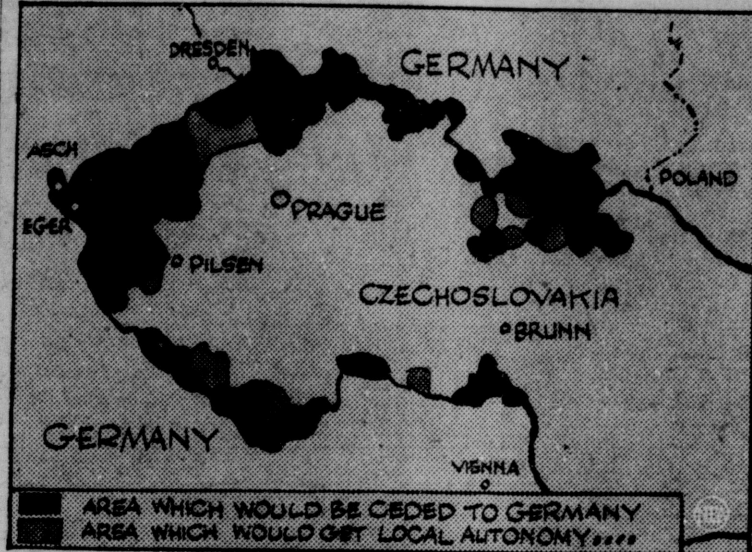 DRESDEN
GERMANY
ASCH
POLAND
EGER
PRAGUE
PILSEN
CZECHOSLOVAKIA
BRUNN
GERMANY
VIENNA
AREA WHICH WOULD BE CEDED TO GERMANY
AREA WHICH WOULD GET LOCAL AUTONOMY....